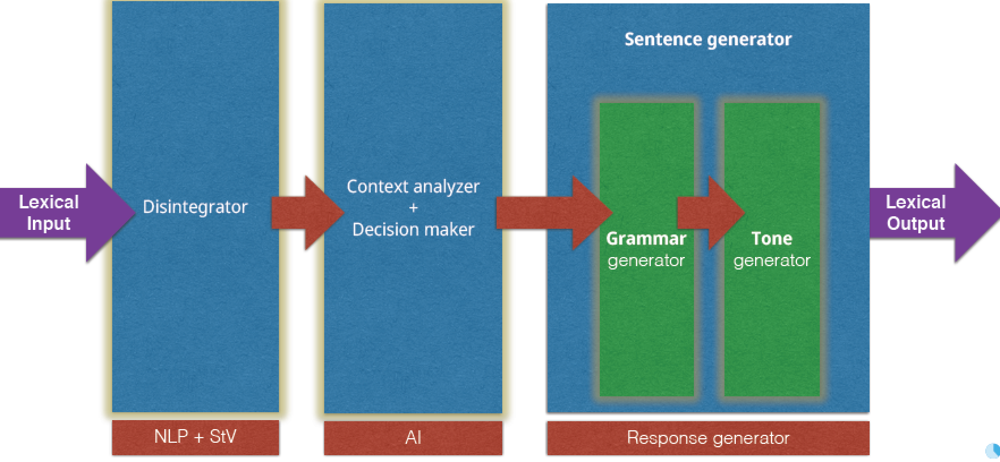 Sentence generator
Lexical
Input
Disintegrator
Context analyzer
+
Decision maker
Grammar
generator
Tone
generator
Lexical
Output
NLP + StV
AI
Response generator